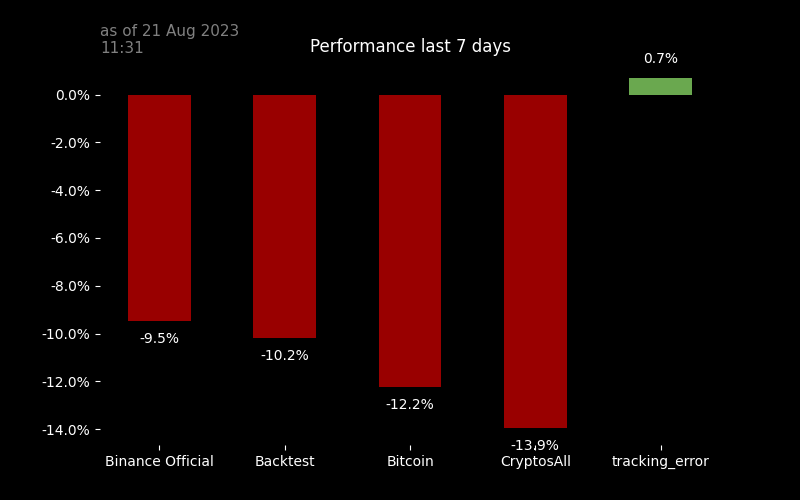 as of 21 Aug 2023
11:31
Performance last 7 days
0.7%
0.0%
-2.0%
-4.0%
-6.0%
-8.0%
-10.0%
-12.0%
-14.0%
-9.5%
-10.2%
-12.2%
-13.9%
Binance Official
Backtest
Bitcoin
CryptosAll
tracking_error